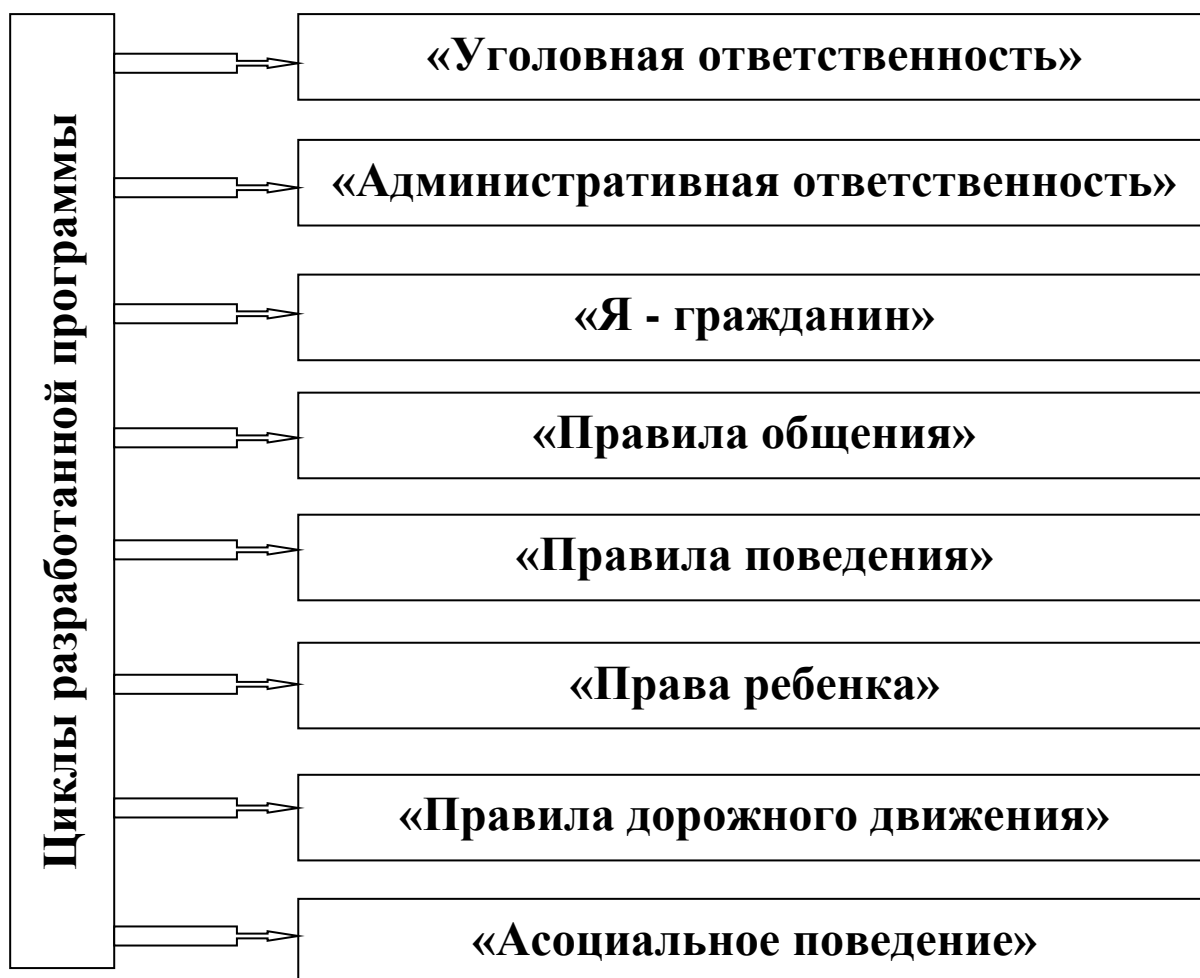 Циклы разработанной программы
«Уголовная ответственность»
«Административная ответственность»
«Я - гражданин»
«Правила общения»
«Правила поведения»
«Права ребенка»
«Правила дорожного движения»
«Асоциальное поведение»